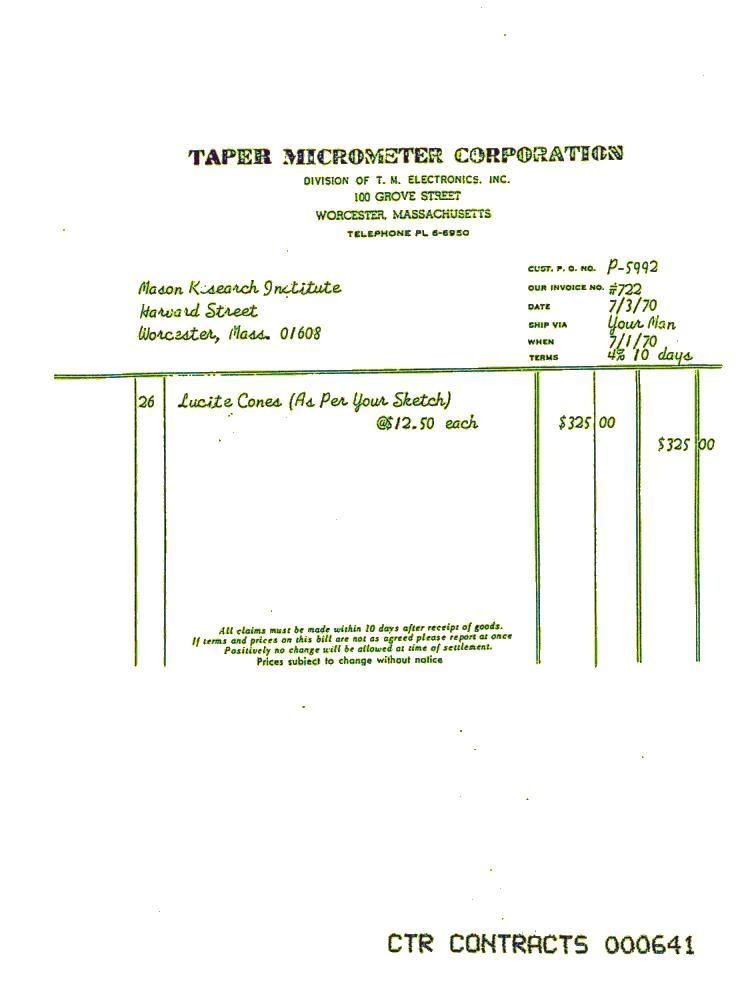 TAPER MICROMETER CORPORATION
DIVISION OF T. M. ELECTRONICS, INC.
100 GROVE STREET
WORCESTER, MASSACHUSETTS
TELEPHONE PL 6-6950
CUST. P. O. NO. P-5992
OUR INVOICE NO. #722
DATE 7/3/70
SHIP VIA Your Man
WHEN 7/1/70
TERMS 4% 10 days
Mason Research Institute
Harvard Street
Worcester, Mass. 01608
26 Lucite Cones (As Per Your Sketch)
@$12.50 each $325 00
$325 00
All claims must be made within 10 days after receipt of goods.
If terms and prices on this bill are not as agreed please report at once
Positively no change will be allowed at time of settlement.
Prices subject to change without notice
CTR CONTRACTS 000641